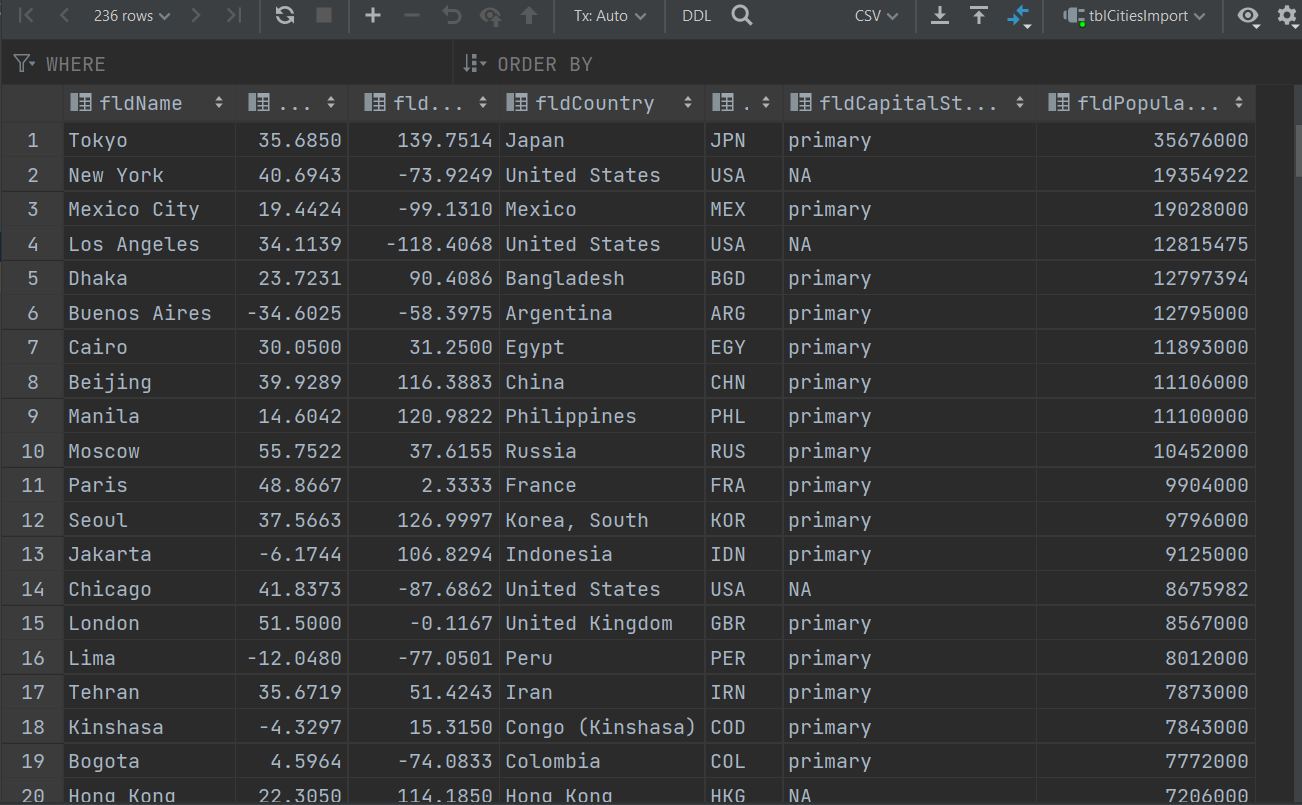 236 rows Tx: Auto DDL CSV tblCitiesImport
WHERE ORDER BY
fldName ... fld... fldCountry . fldCapitalSt... fldPopula...
1 Tokyo 35.6850 139.7514 Japan JPN primary 35676000
2 New York 40.6943 -73.9249 United States USA NA 19354922
3 Mexico City 19.4424 -99.1310 Mexico MEX primary 19028000
4 Los Angeles 34.1139 -118.4068 United States USA NA 12815475
5 Dhaka 23.7231 90.4086 Bangladesh BGD primary 12797394
6 Buenos Aires -34.6025 -58.3975 Argentina ARG primary 12795000
7 Cairo 30.0500 31.2500 Egypt EGY primary 11893000
8 Beijing 39.9289 116.3883 China CHN primary 11106000
9 Manila 14.6042 120.9822 Philippines PHL primary 11100000
10 Moscow 55.7522 37.6155 Russia RUS primary 10452000
11 Paris 48.8667 2.3333 France FRA primary 9904000
12 Seoul 37.5663 126.9997 Korea, South KOR primary 9796000
13 Jakarta -6.1744 106.8294 Indonesia IDN primary 9125000
14 Chicago 41.8373 -87.6862 United States USA NA 8675982
15 London 51.5000 -0.1167 United Kingdom GBR primary 8567000
16 Lima -12.0480 -77.0501 Peru PER primary 8012000
17 Tehran 35.6719 51.4243 Iran IRN primary 7873000
18 Kinshasa -4.3297 15.3150 Congo (Kinshasa) COD primary 7843000
19 Bogota 4.5964 -74.0833 Colombia COL primary 7772000
20 Hong Kong 22.3050 114.1850 Hong Kong HKG NA 7206000